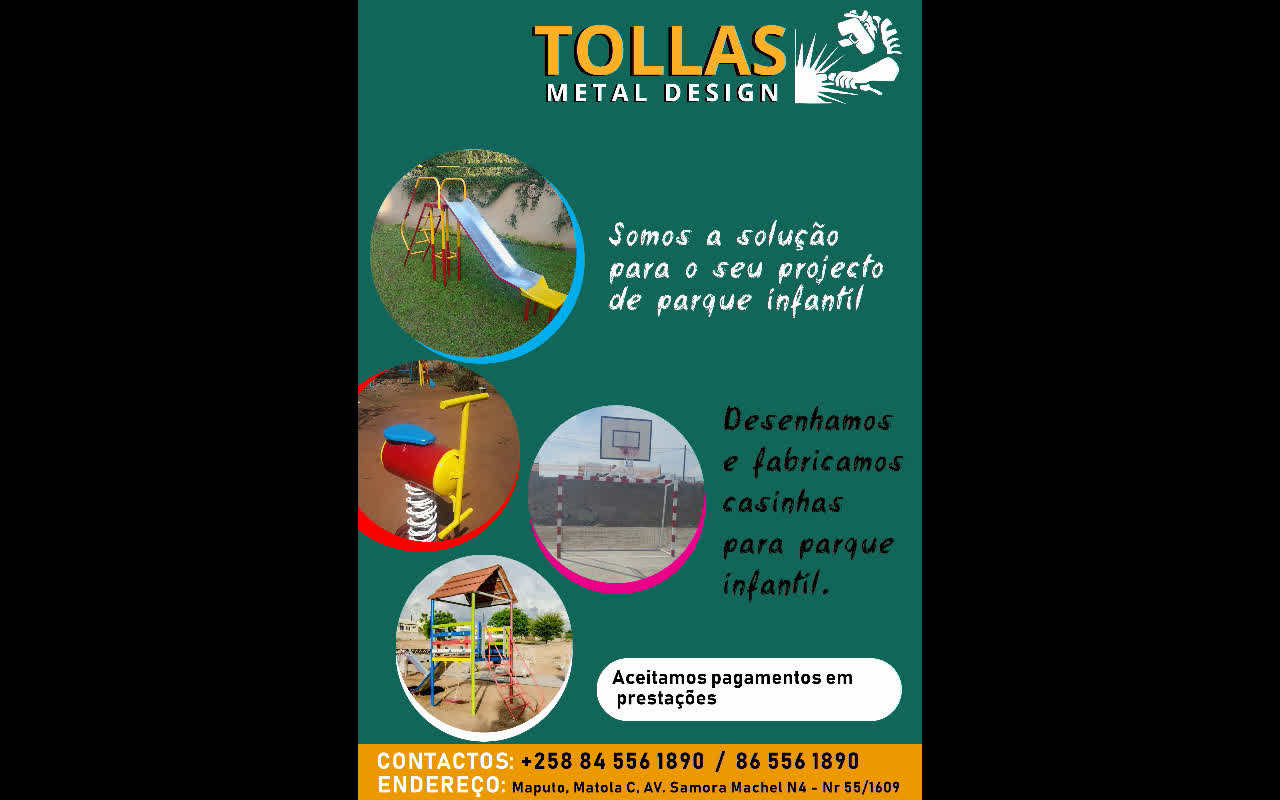 TOLLAS
METAL DESIGN
Somos a solução
para o seu projecto
de parque infantil
Desenhamos
e fabricamos
casinhas
para parque
infantil.
Aceitamos pagamentos em
prestações
CONTACTOS: +258 84 556 1890 / 86 556 1890
ENDEREÇO: Maputo, Matola C, AV. Samora Machel N4 - Nr 55/1609